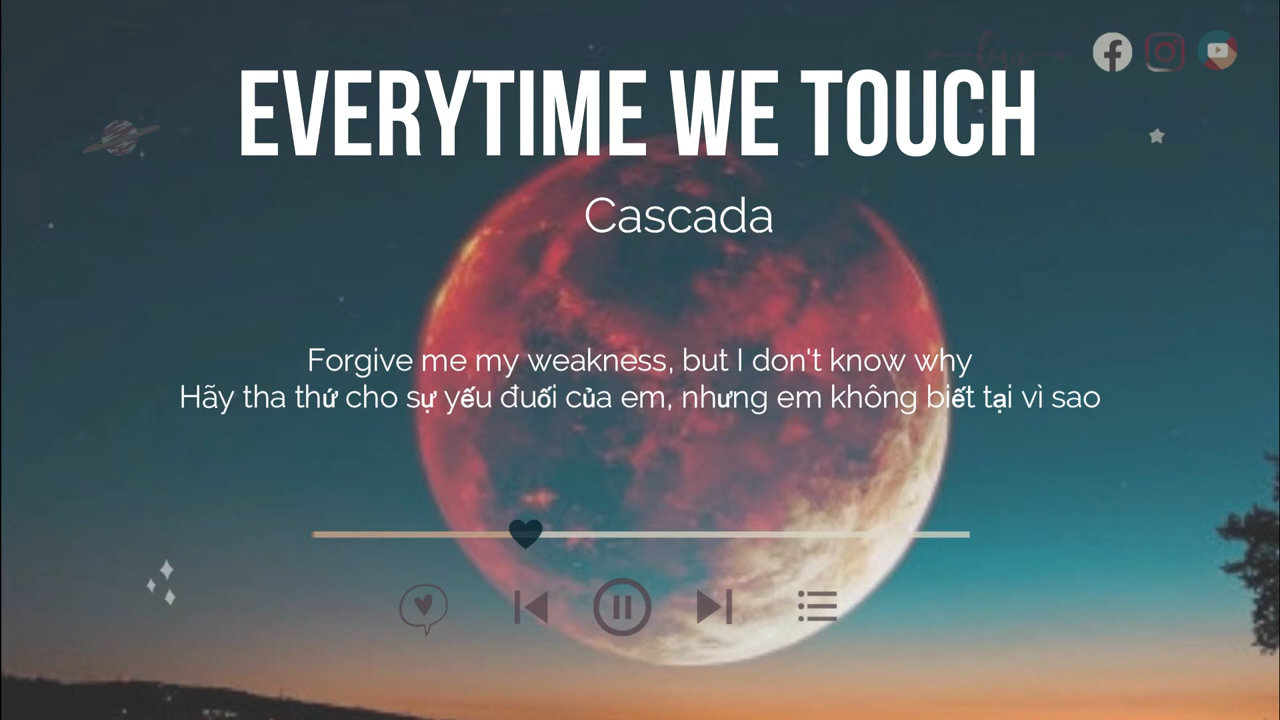 love
EVERYTIME WE TOUCH
Cascada
Forgive me my weakness, but I don't know why
Hãy tha thứ cho sự yếu đuối của em, nhưng em không biết tại vì sao